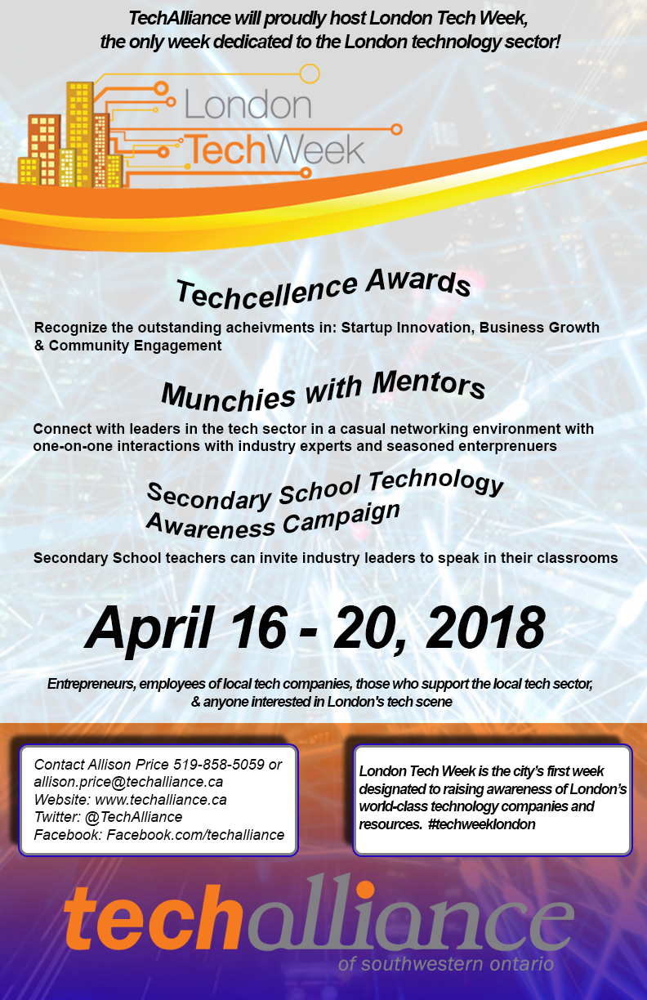 TechAlliance will proudly host London Tech Week,
the only week dedicated to the London technology sector!
London
TechWeek
Techcellence Awards
Recognize the outstanding acheivments in: Startup Innovation, Business Growth
& Community Engagement
Munchies with Mentors
Connect with leaders in the tech sector in a casual networking environment with
one-on-one interactions with industry experts and seasoned enterprenuers
Secondary School Technology
Awareness Campaign
Secondary School teachers can invite industry leaders to speak in their classrooms
April 16 - 20, 2018
Entrepreneurs, employees of local tech companies, those who support the local tech sector,
& anyone interested in London's tech scene
Contact Allison Price 519-858-5059 or
allison.price@techalliance.ca
Website: www.techalliance.ca
Twitter: @TechAlliance
Facebook: Facebook.com/techalliance
London Tech Week is the city’s first week
designated to raising awareness of London’s
world-class technology companies and
resources. #techweeklondon
techalliance
of southwestern ontario